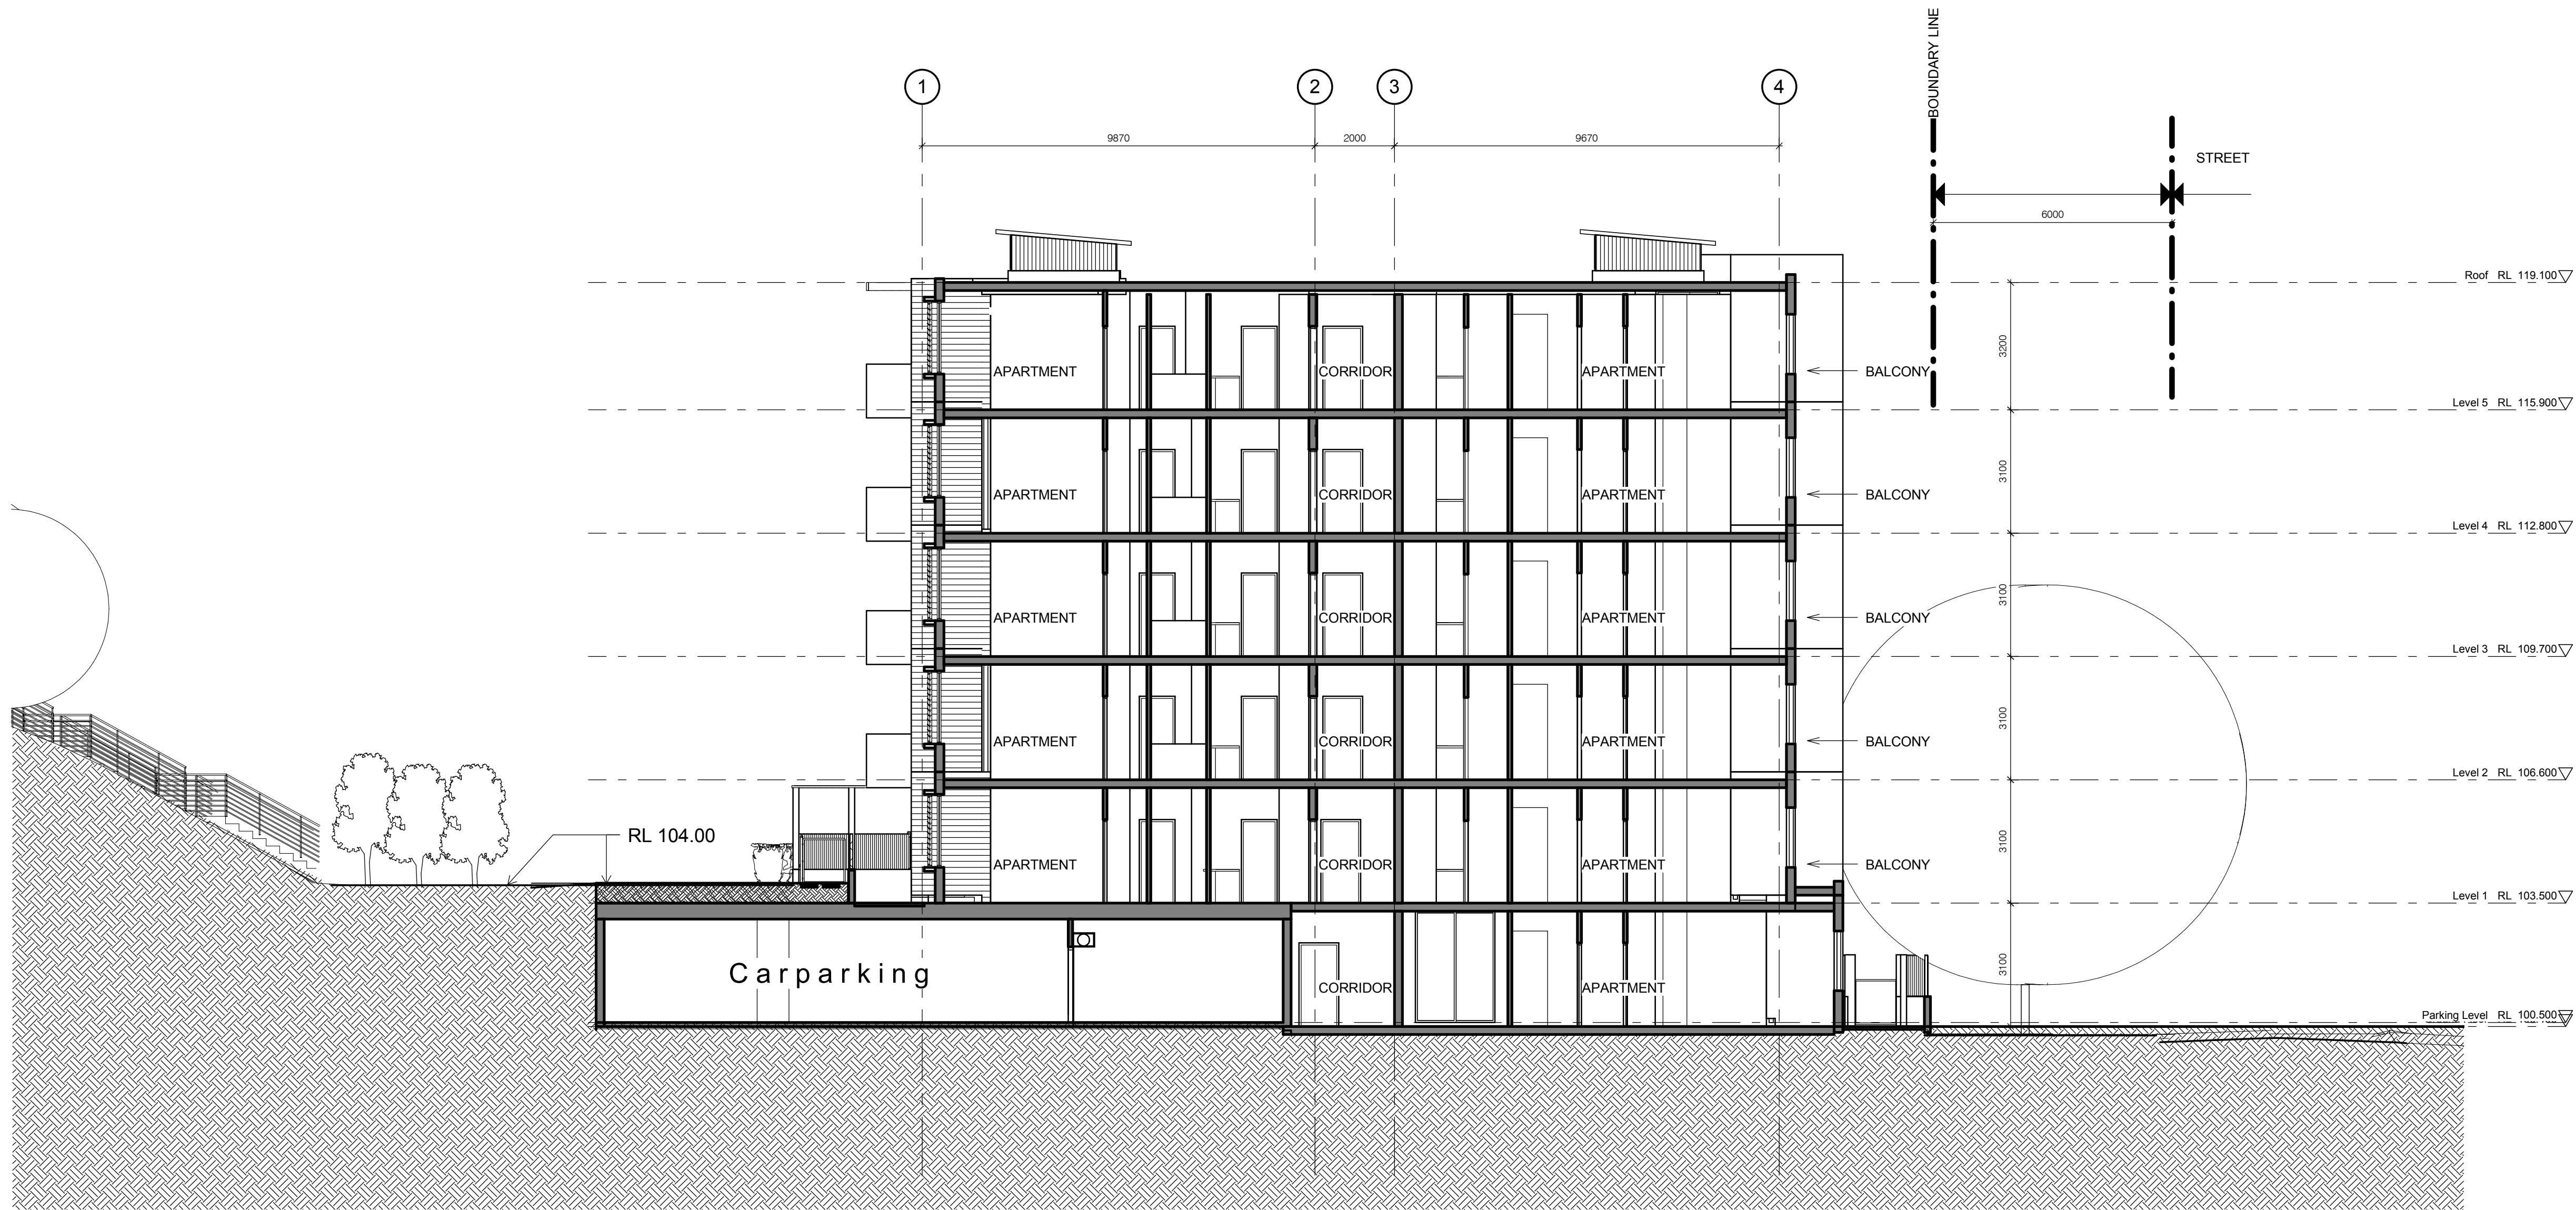 BOUNDARY LINE
1
2
3
4
9870
2000
9670
STREET
6000
Roof RL 119.100
3200
APARTMENT
CORRIDOR
APARTMENT
BALCONY
Level 5 RL 115.900
3100
APARTMENT
CORRIDOR
APARTMENT
BALCONY
Level 4 RL 112.800
3100
APARTMENT
CORRIDOR
APARTMENT
BALCONY
Level 3 RL 109.700
3100
APARTMENT
CORRIDOR
APARTMENT
BALCONY
Level 2 RL 106.600
3100
RL 104.00
APARTMENT
CORRIDOR
APARTMENT
BALCONY
Level 1 RL 103.500
3100
Carparking
CORRIDOR
APARTMENT
Parking Level RL 100.500